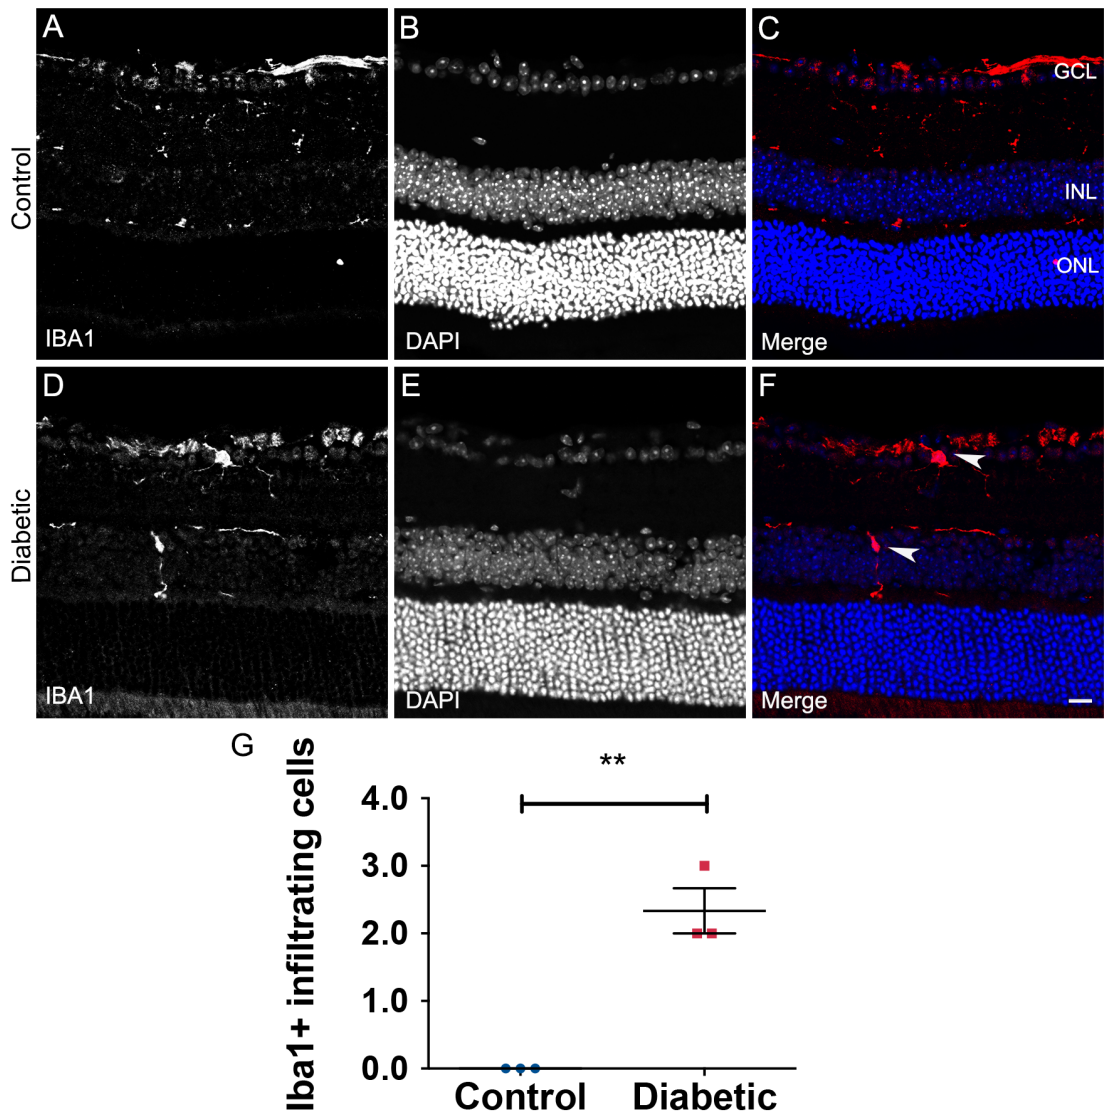 A
B
C
GCL
Control
INL
ONL
IBA1
DAPI
Merge
D
E
F
Diabetic
IBA1
DAPI
Merge
G
**
Iba1+ infiltrating cells
4.0
3.0
2.0
1.0
0.0
Control
Diabetic